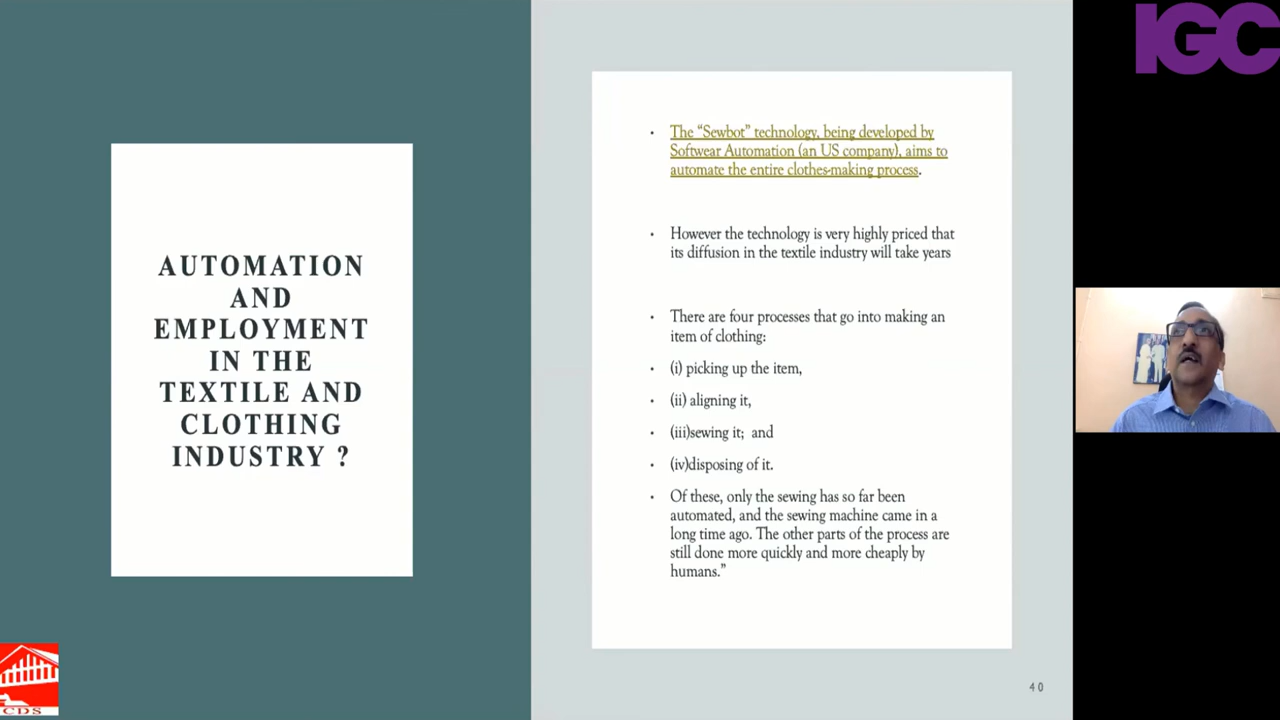 IGC
AUTOMATION
AND
EMPLOYMENT
IN THE
TEXTILE AND
CLOTHING
INDUSTRY ?
• The “Sewbot” technology, being developed by
Softwear Automation (an US company), aims to
automate the entire clothes-making process.
• However the technology is very highly priced that
its diffusion in the textile industry will take years
• There are four processes that go into making an
item of clothing:
• (i) picking up the item,
• (ii) aligning it,
• (iii)sewing it; and
• (iv)disposing of it.
• Of these, only the sewing has so far been
automated, and the sewing machine came in a
long time ago. The other parts of the process are
still done more quickly and more cheaply by
humans.”
40
CDS